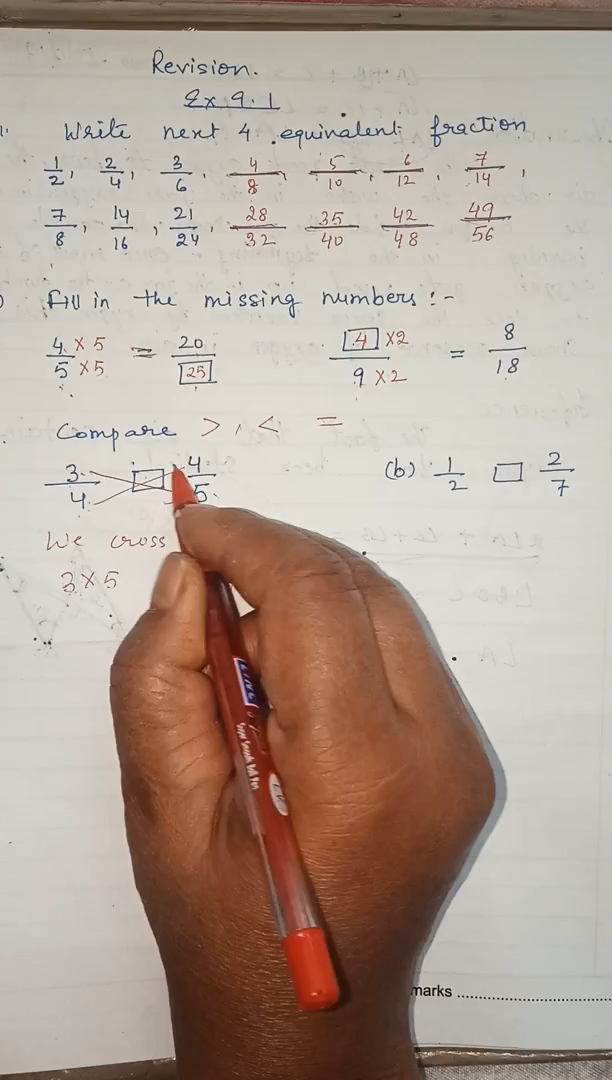 Revision.
Ex 9.1
1. Write next 4 equivalent fraction
1/2, 2/4, 3/6, 4/8, 5/10, 6/12, 7/14,
7/8, 14/16, 21/24, 28/32 35/40 42/48 49/56
Fill in the missing numbers :-
4/5 × 5/× 5 = 20/25 4/9 × 2/× 2 = 8/18
Compare >, < =
3/4 □ 4/5 (b) 1/2 □ 2/7
We cross
3 × 5
LINC
marks